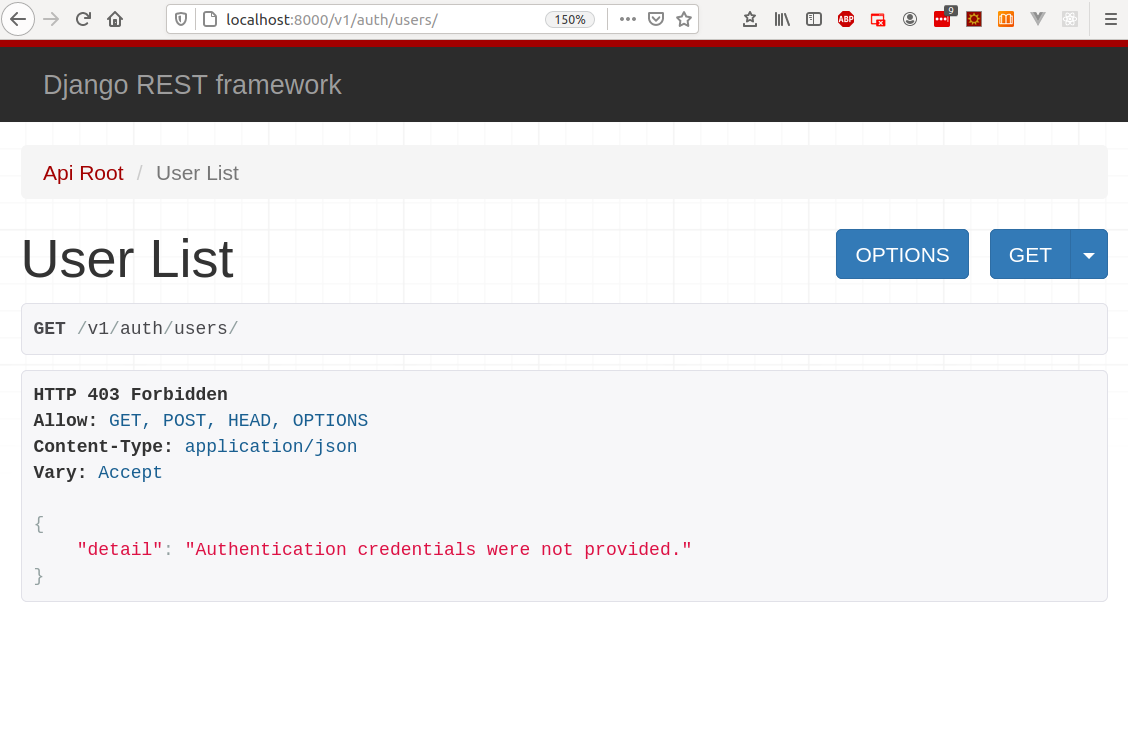 localhost:8000/v1/auth/users/ 150%
ABP 9
Django REST framework
Api Root / User List
User List OPTIONS GET
GET /v1/auth/users/
HTTP 403 Forbidden
Allow: GET, POST, HEAD, OPTIONS
Content-Type: application/json
Vary: Accept
{
    "detail": "Authentication credentials were not provided."
}